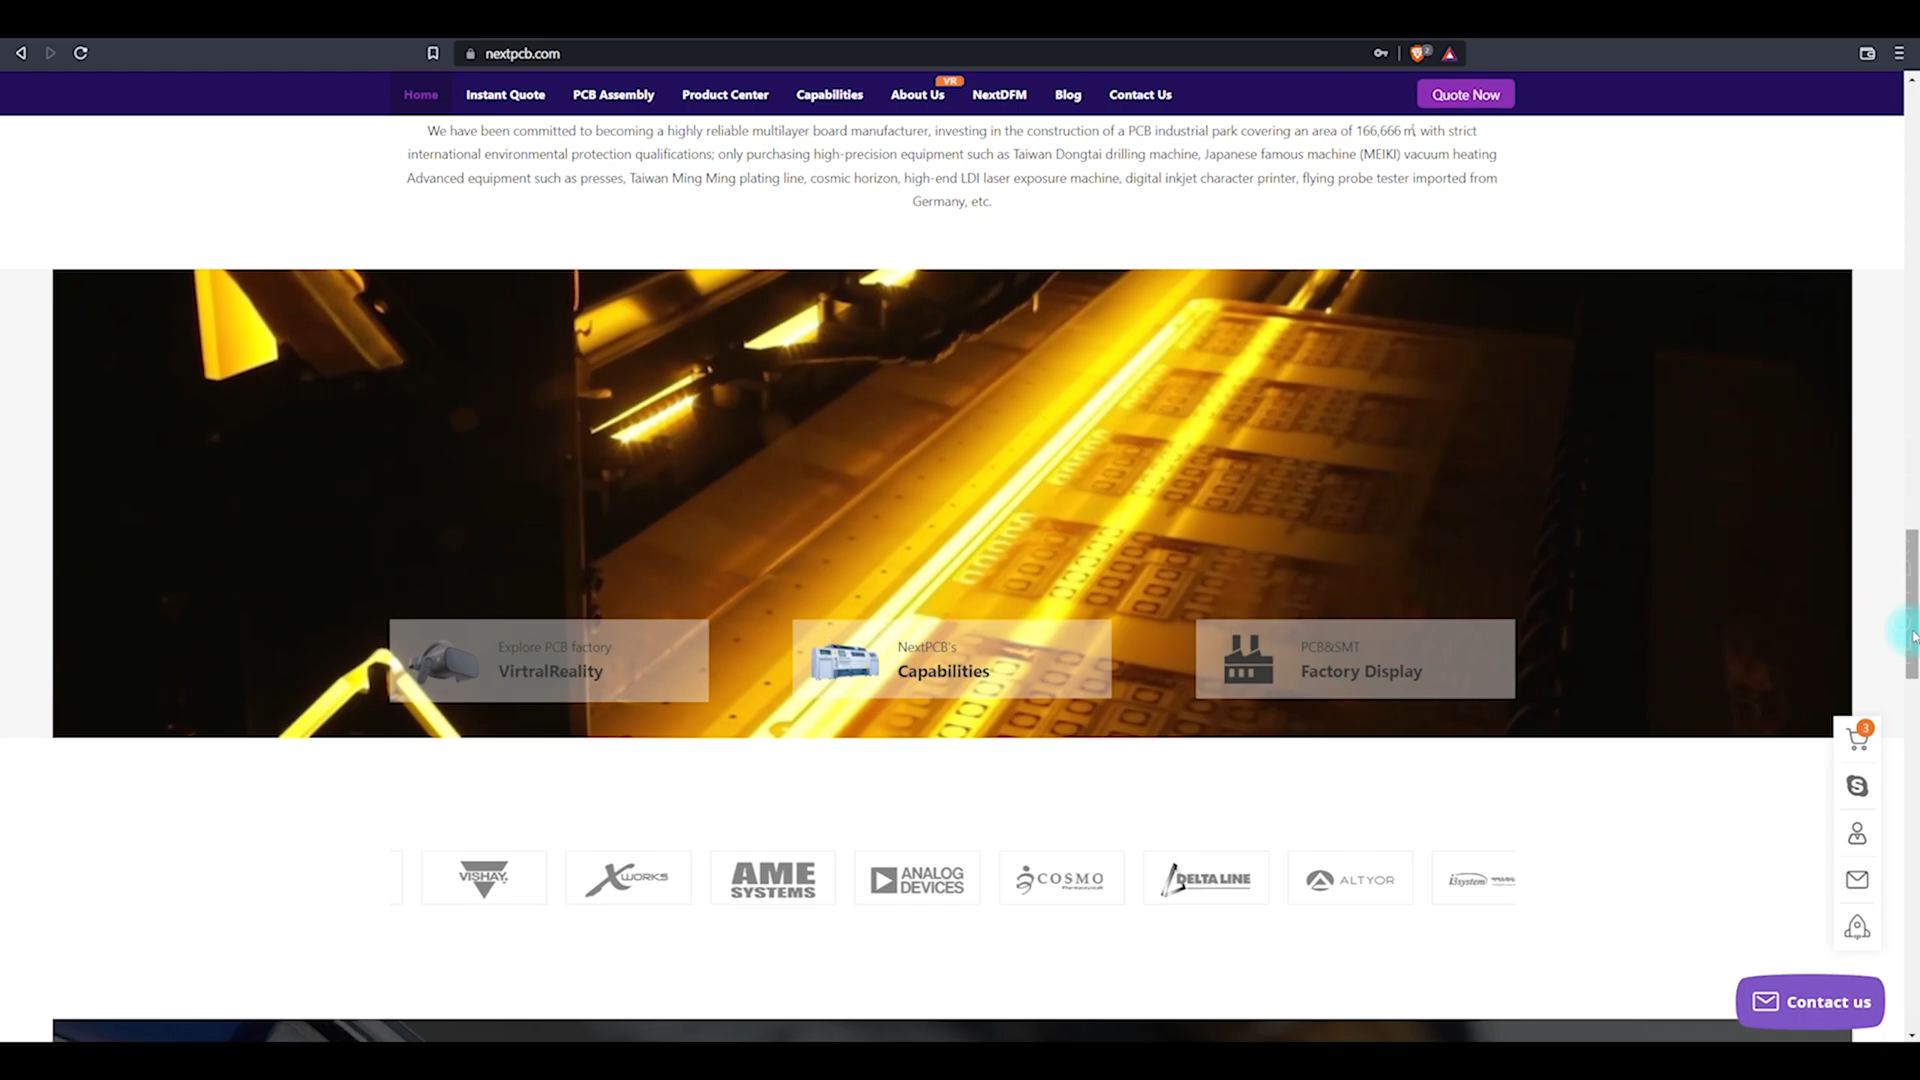 nextpcb.com
2
VR
Home Instant Quote PCB Assembly Product Center Capabilities About Us NextDFM Blog Contact Us Quote Now
We have been committed to becoming a highly reliable multilayer board manufacturer, investing in the construction of a PCB industrial park covering an area of 166,666 m, with strict
international environmental protection qualifications; only purchasing high-precision equipment such as Taiwan Dongtai drilling machine, Japanese famous machine (MEIKI) vacuum heating
Advanced equipment such as presses, Taiwan Ming Ming plating line, cosmic horizon, high-end LDI laser exposure machine, digital inkjet character printer, flying probe tester imported from
Germany, etc.
Explore PCB factory
VirtralReality
NextPCB's
Capabilities
PCB&SMT
Factory Display
3
VISHAY.
XWORKS
AME
SYSTEMS
ANALOG
DEVICES
COSMO
DELTA LINE
ALTYOR
i3system
Contact us